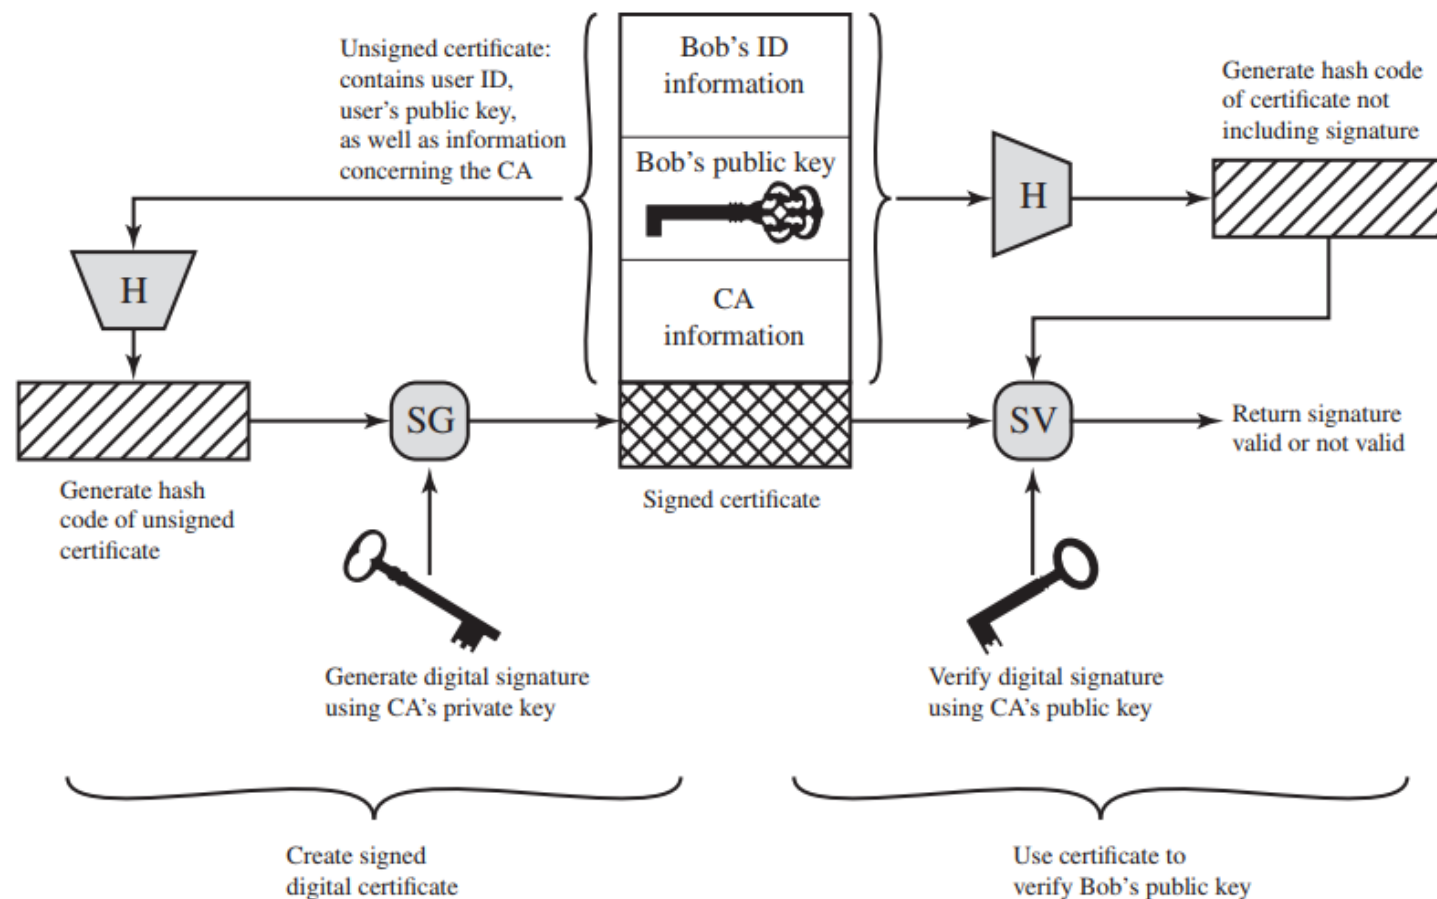 Unsigned certificate:
contains user ID,
user's public key,
as well as information
concerning the CA
Bob's ID
information
Bob's public key
CA
information
Generate hash code
of certificate not
including signature
H
H
SG
SV
Return signature
valid or not valid
Generate hash
code of unsigned
certificate
Signed certificate
Generate digital signature
using CA's private key
Verify digital signature
using CA's public key
Create signed
digital certificate
Use certificate to
verify Bob's public key